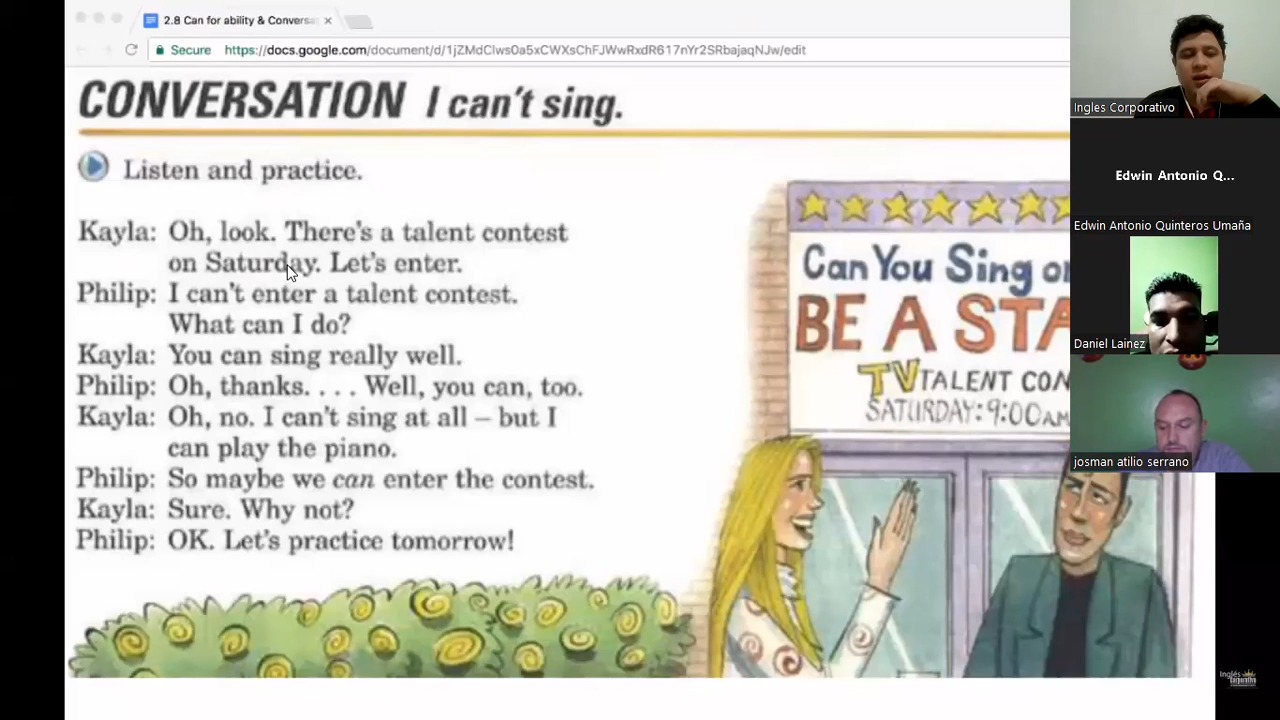 2.8 Can for ability & Conversa
Secure https://docs.google.com/document/d/1jZMdClws0a5xCWXsChFJWwRxdR617nYr2SRbajaqNJw/edit
CONVERSATION I can't sing.
Listen and practice.
Kayla: Oh, look. There's a talent contest
on Saturday. Let's enter.
Philip: I can't enter a talent contest.
What can I do?
Kayla: You can sing really well.
Philip: Oh, thanks. . . . Well, you can, too.
Kayla: Oh, no. I can't sing at all – but I
can play the piano.
Philip: So maybe we can enter the contest.
Kayla: Sure. Why not?
Philip: OK. Let's practice tomorrow!
Can You Sing o
BE A STA
TV TALENT CON
SATURDAY: 9:00 AM
Ingles Corporativo
Edwin Antonio Q...
Edwin Antonio Quinteros Umaña
Daniel Lainez
josman atilio serrano
Inglés
Corporativo